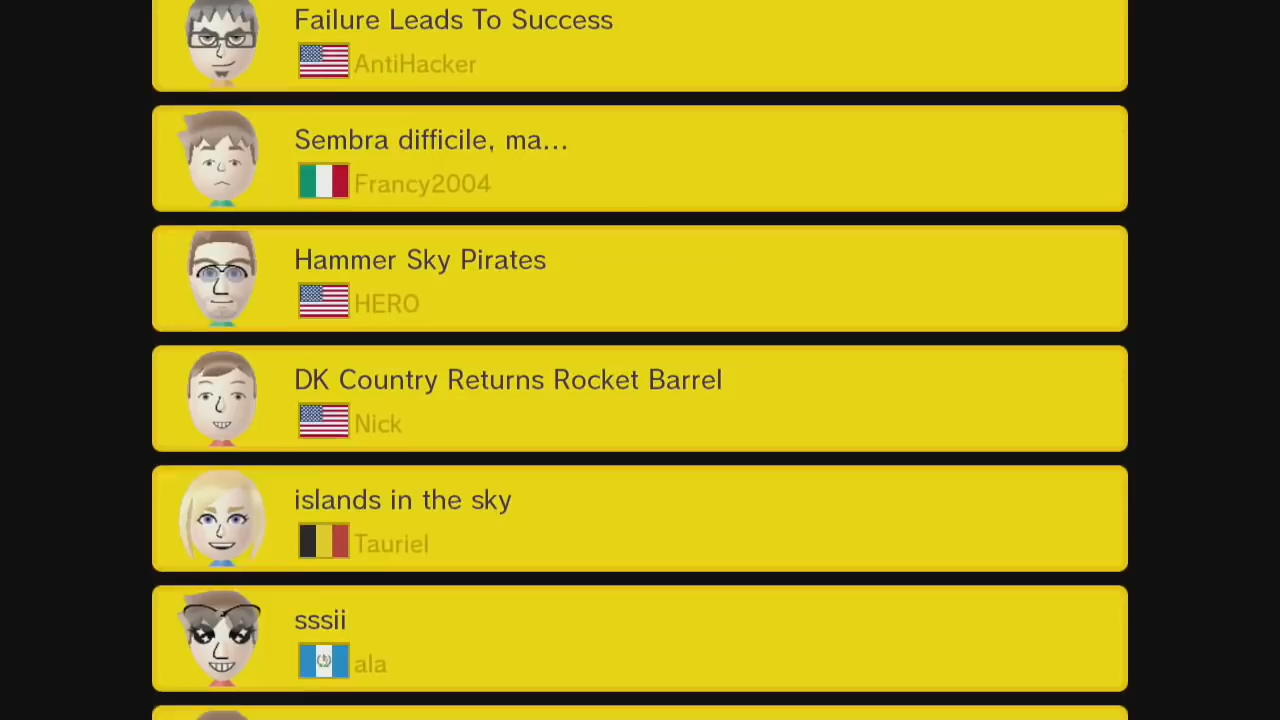 Failure Leads To Success
AntiHacker
Sembra difficile, ma...
Francy2004
Hammer Sky Pirates
HERO
DK Country Returns Rocket Barrel
Nick
islands in the sky
Tauriel
sssii
ala